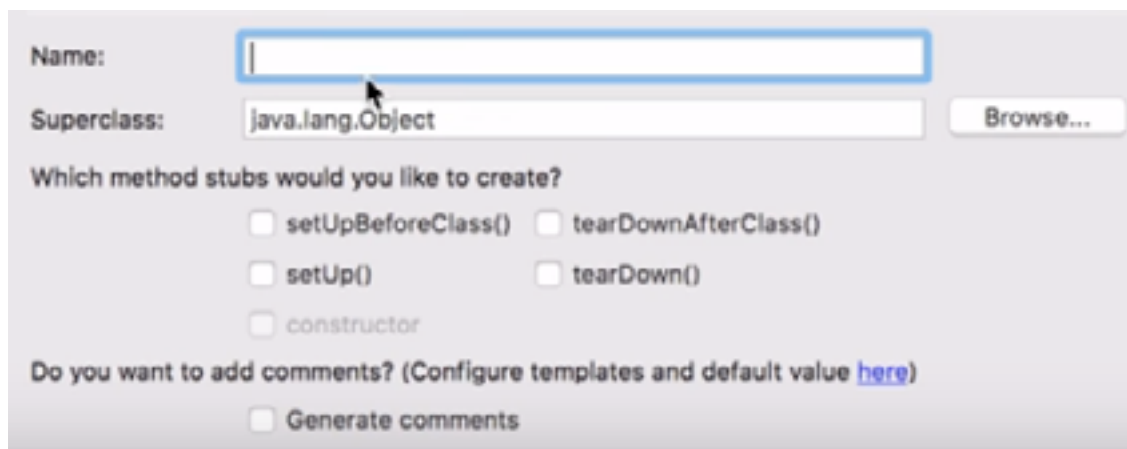 Name:
Superclass: java.lang.Object Browse...
Which method stubs would you like to create?
setUpBeforeClass() tearDownAfterClass()
setUp() tearDown()
constructor
Do you want to add comments? (Configure templates and default value here)
Generate comments